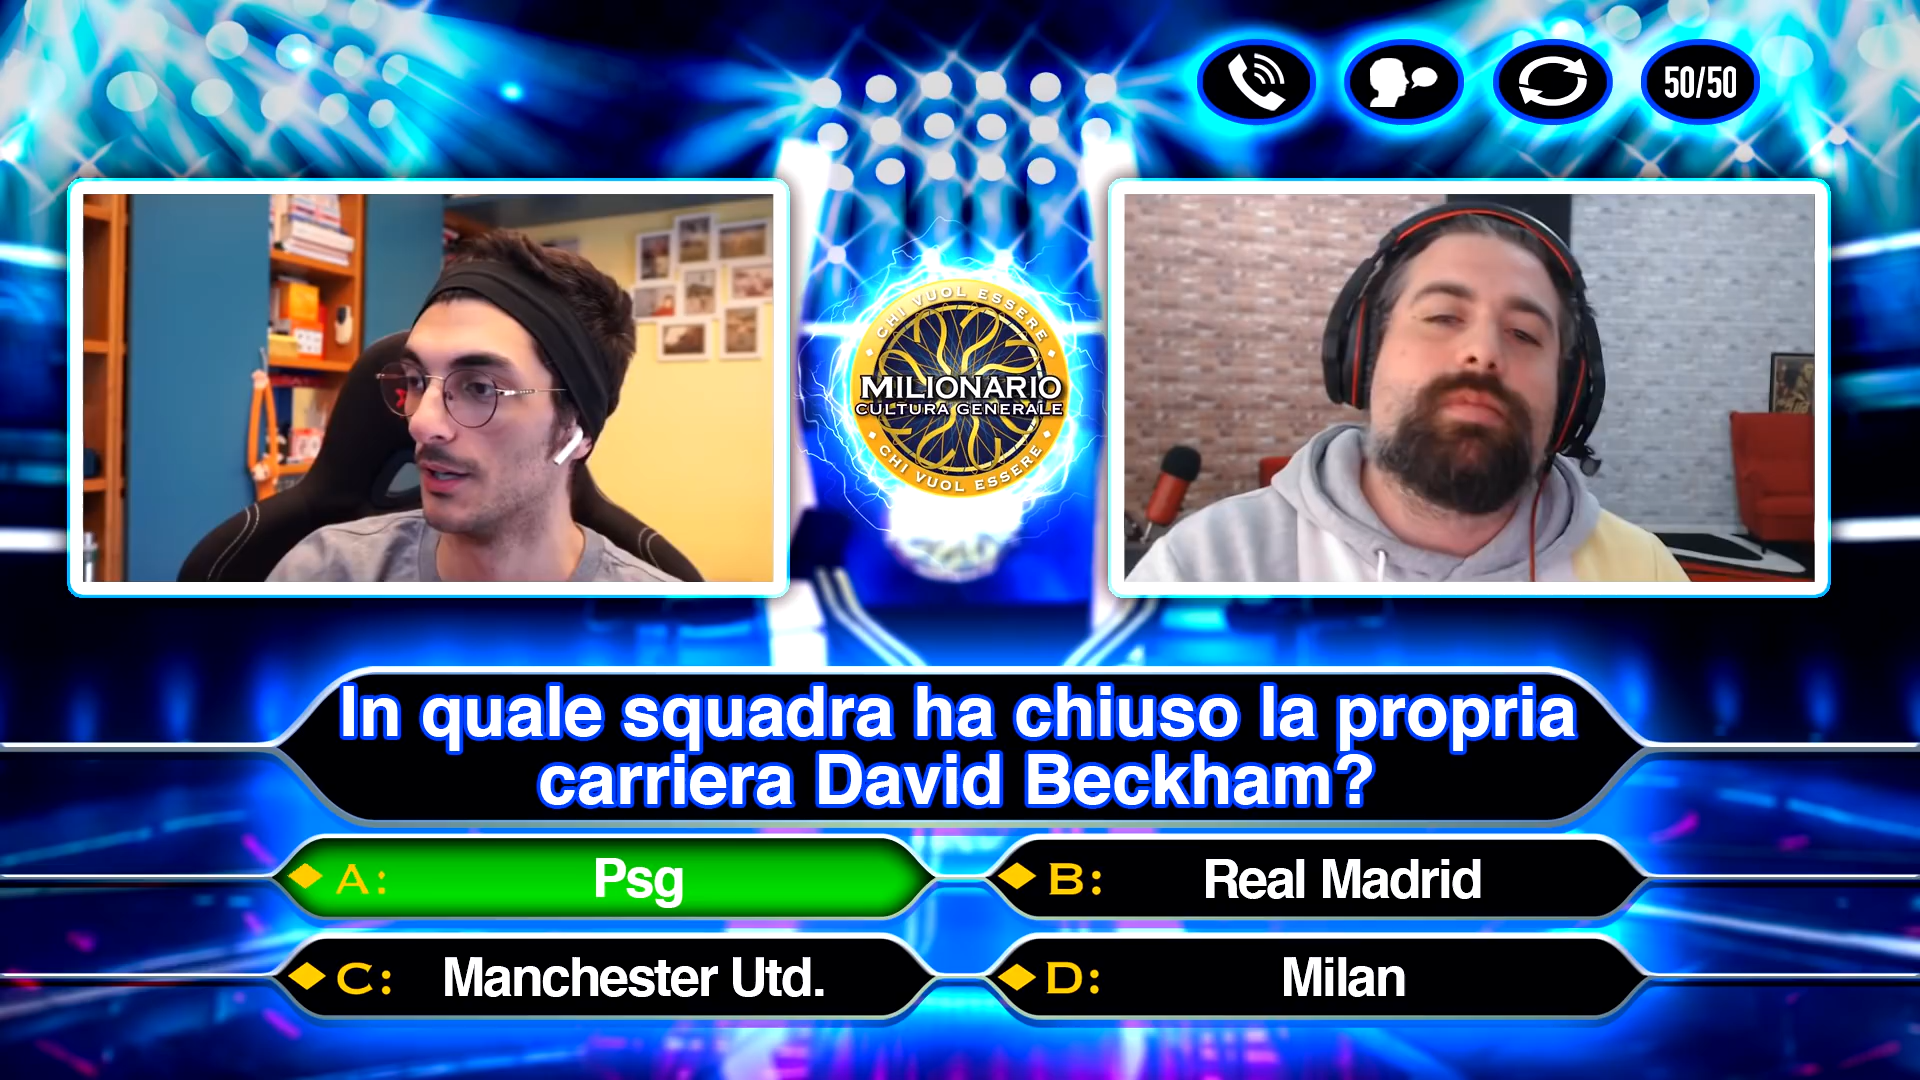 50/50
CHI VUOL ESSERE
MILIONARIO
CULTURA GENERALE
CHI VUOL ESSERE
In quale squadra ha chiuso la propria
carriera David Beckham?
A: Psg
B: Real Madrid
C: Manchester Utd.
D: Milan